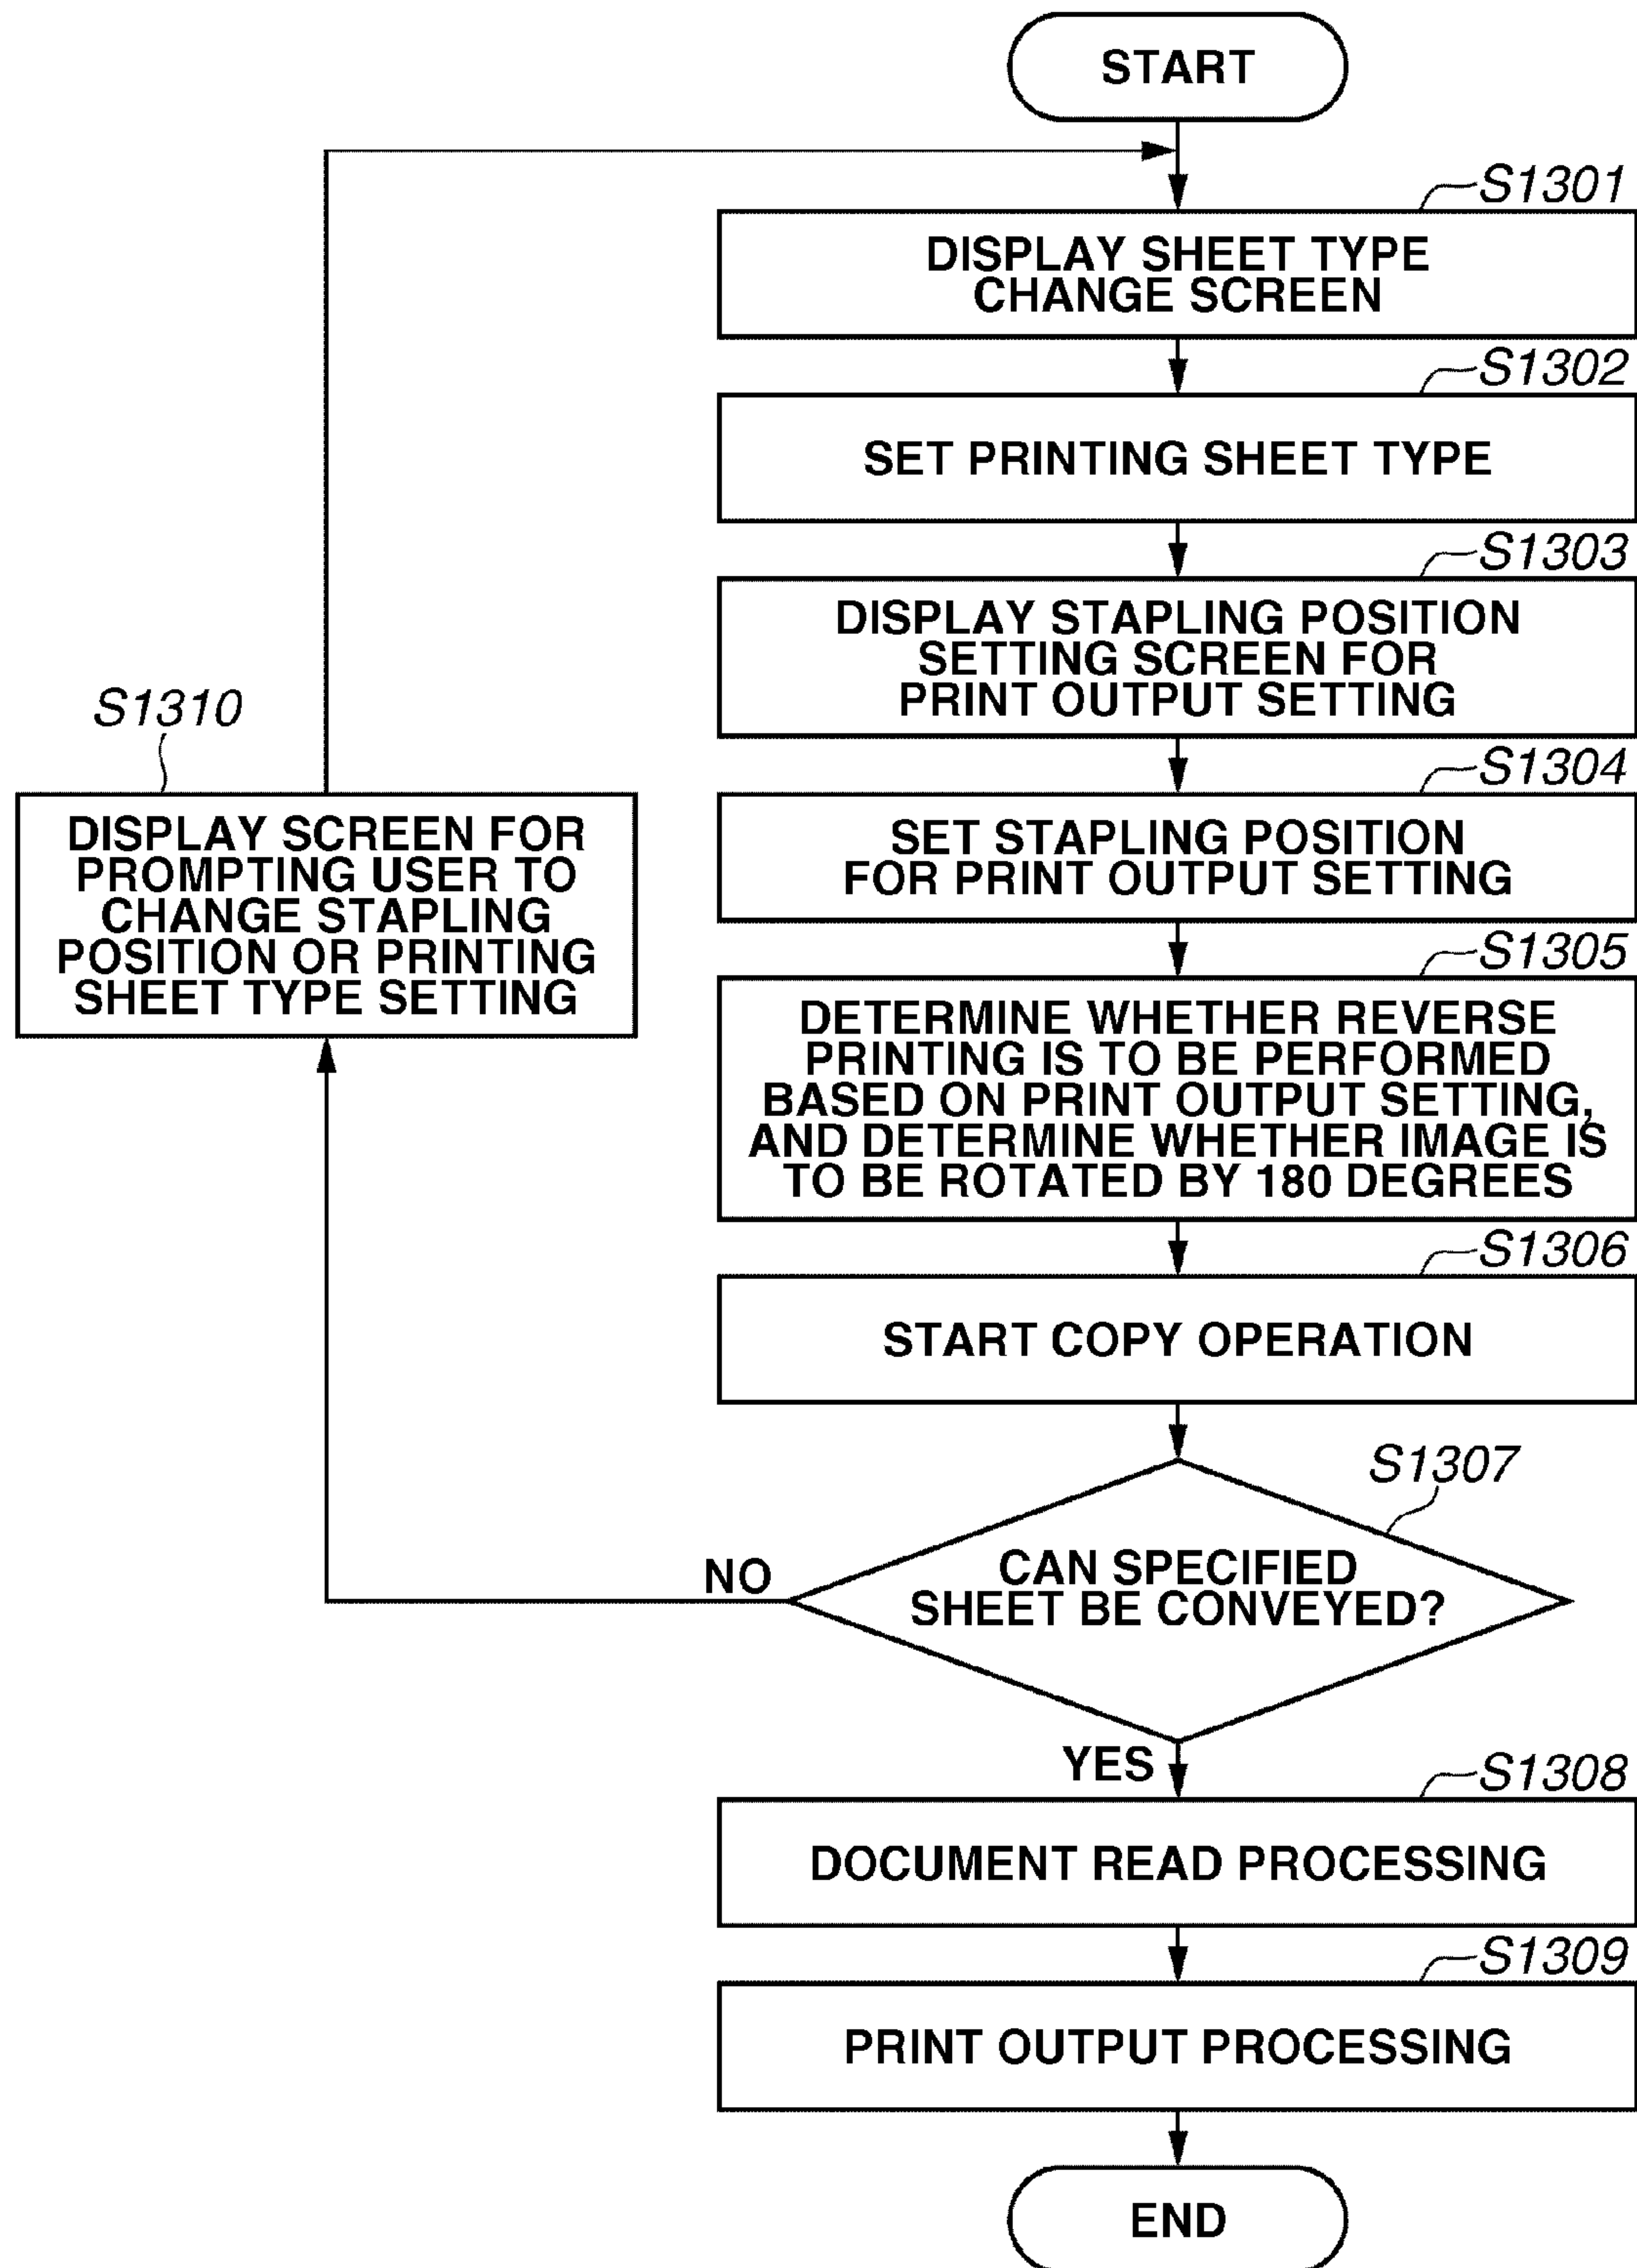 START
S1301
DISPLAY SHEET TYPE
CHANGE SCREEN
S1302
SET PRINTING SHEET TYPE
S1303
DISPLAY STAPLING POSITION
SETTING SCREEN FOR
PRINT OUTPUT SETTING
S1304
SET STAPLING POSITION
FOR PRINT OUTPUT SETTING
S1305
DETERMINE WHETHER REVERSE
PRINTING IS TO BE PERFORMED
BASED ON PRINT OUTPUT SETTING,
AND DETERMINE WHETHER IMAGE IS
TO BE ROTATED BY 180 DEGREES
S1306
START COPY OPERATION
S1307
CAN SPECIFIED
SHEET BE CONVEYED?
NO
S1310
DISPLAY SCREEN FOR
PROMPTING USER TO
CHANGE STAPLING
POSITION OR PRINTING
SHEET TYPE SETTING
YES
S1308
DOCUMENT READ PROCESSING
S1309
PRINT OUTPUT PROCESSING
END